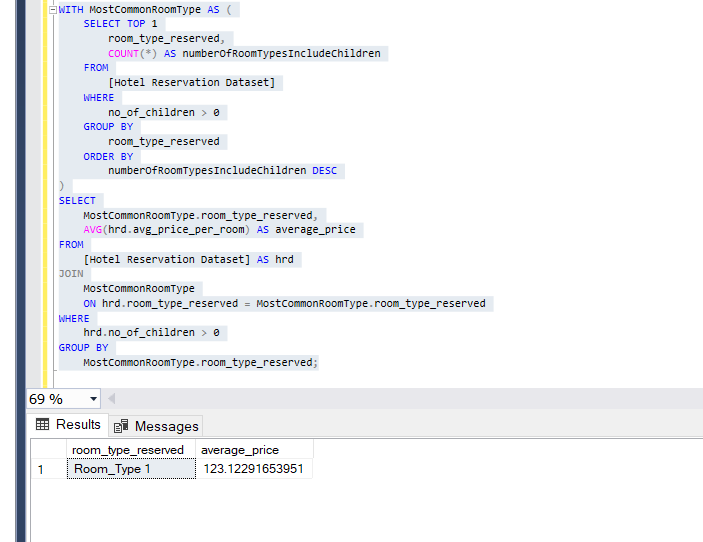 WITH MostCommonRoomType AS (
SELECT TOP 1
room_type_reserved,
COUNT(*) AS numberOfRoomTypesIncludeChildren
FROM
[Hotel Reservation Dataset]
WHERE
no_of_children > 0
GROUP BY
room_type_reserved
ORDER BY
numberOfRoomTypesIncludeChildren DESC
)
SELECT
MostCommonRoomType.room_type_reserved,
AVG(hrd.avg_price_per_room) AS average_price
FROM
[Hotel Reservation Dataset] AS hrd
JOIN
MostCommonRoomType
ON hrd.room_type_reserved = MostCommonRoomType.room_type_reserved
WHERE
hrd.no_of_children > 0
GROUP BY
MostCommonRoomType.room_type_reserved;
69 %
Results Messages
room_type_reserved average_price
1 Room_Type 1 123.12291653951